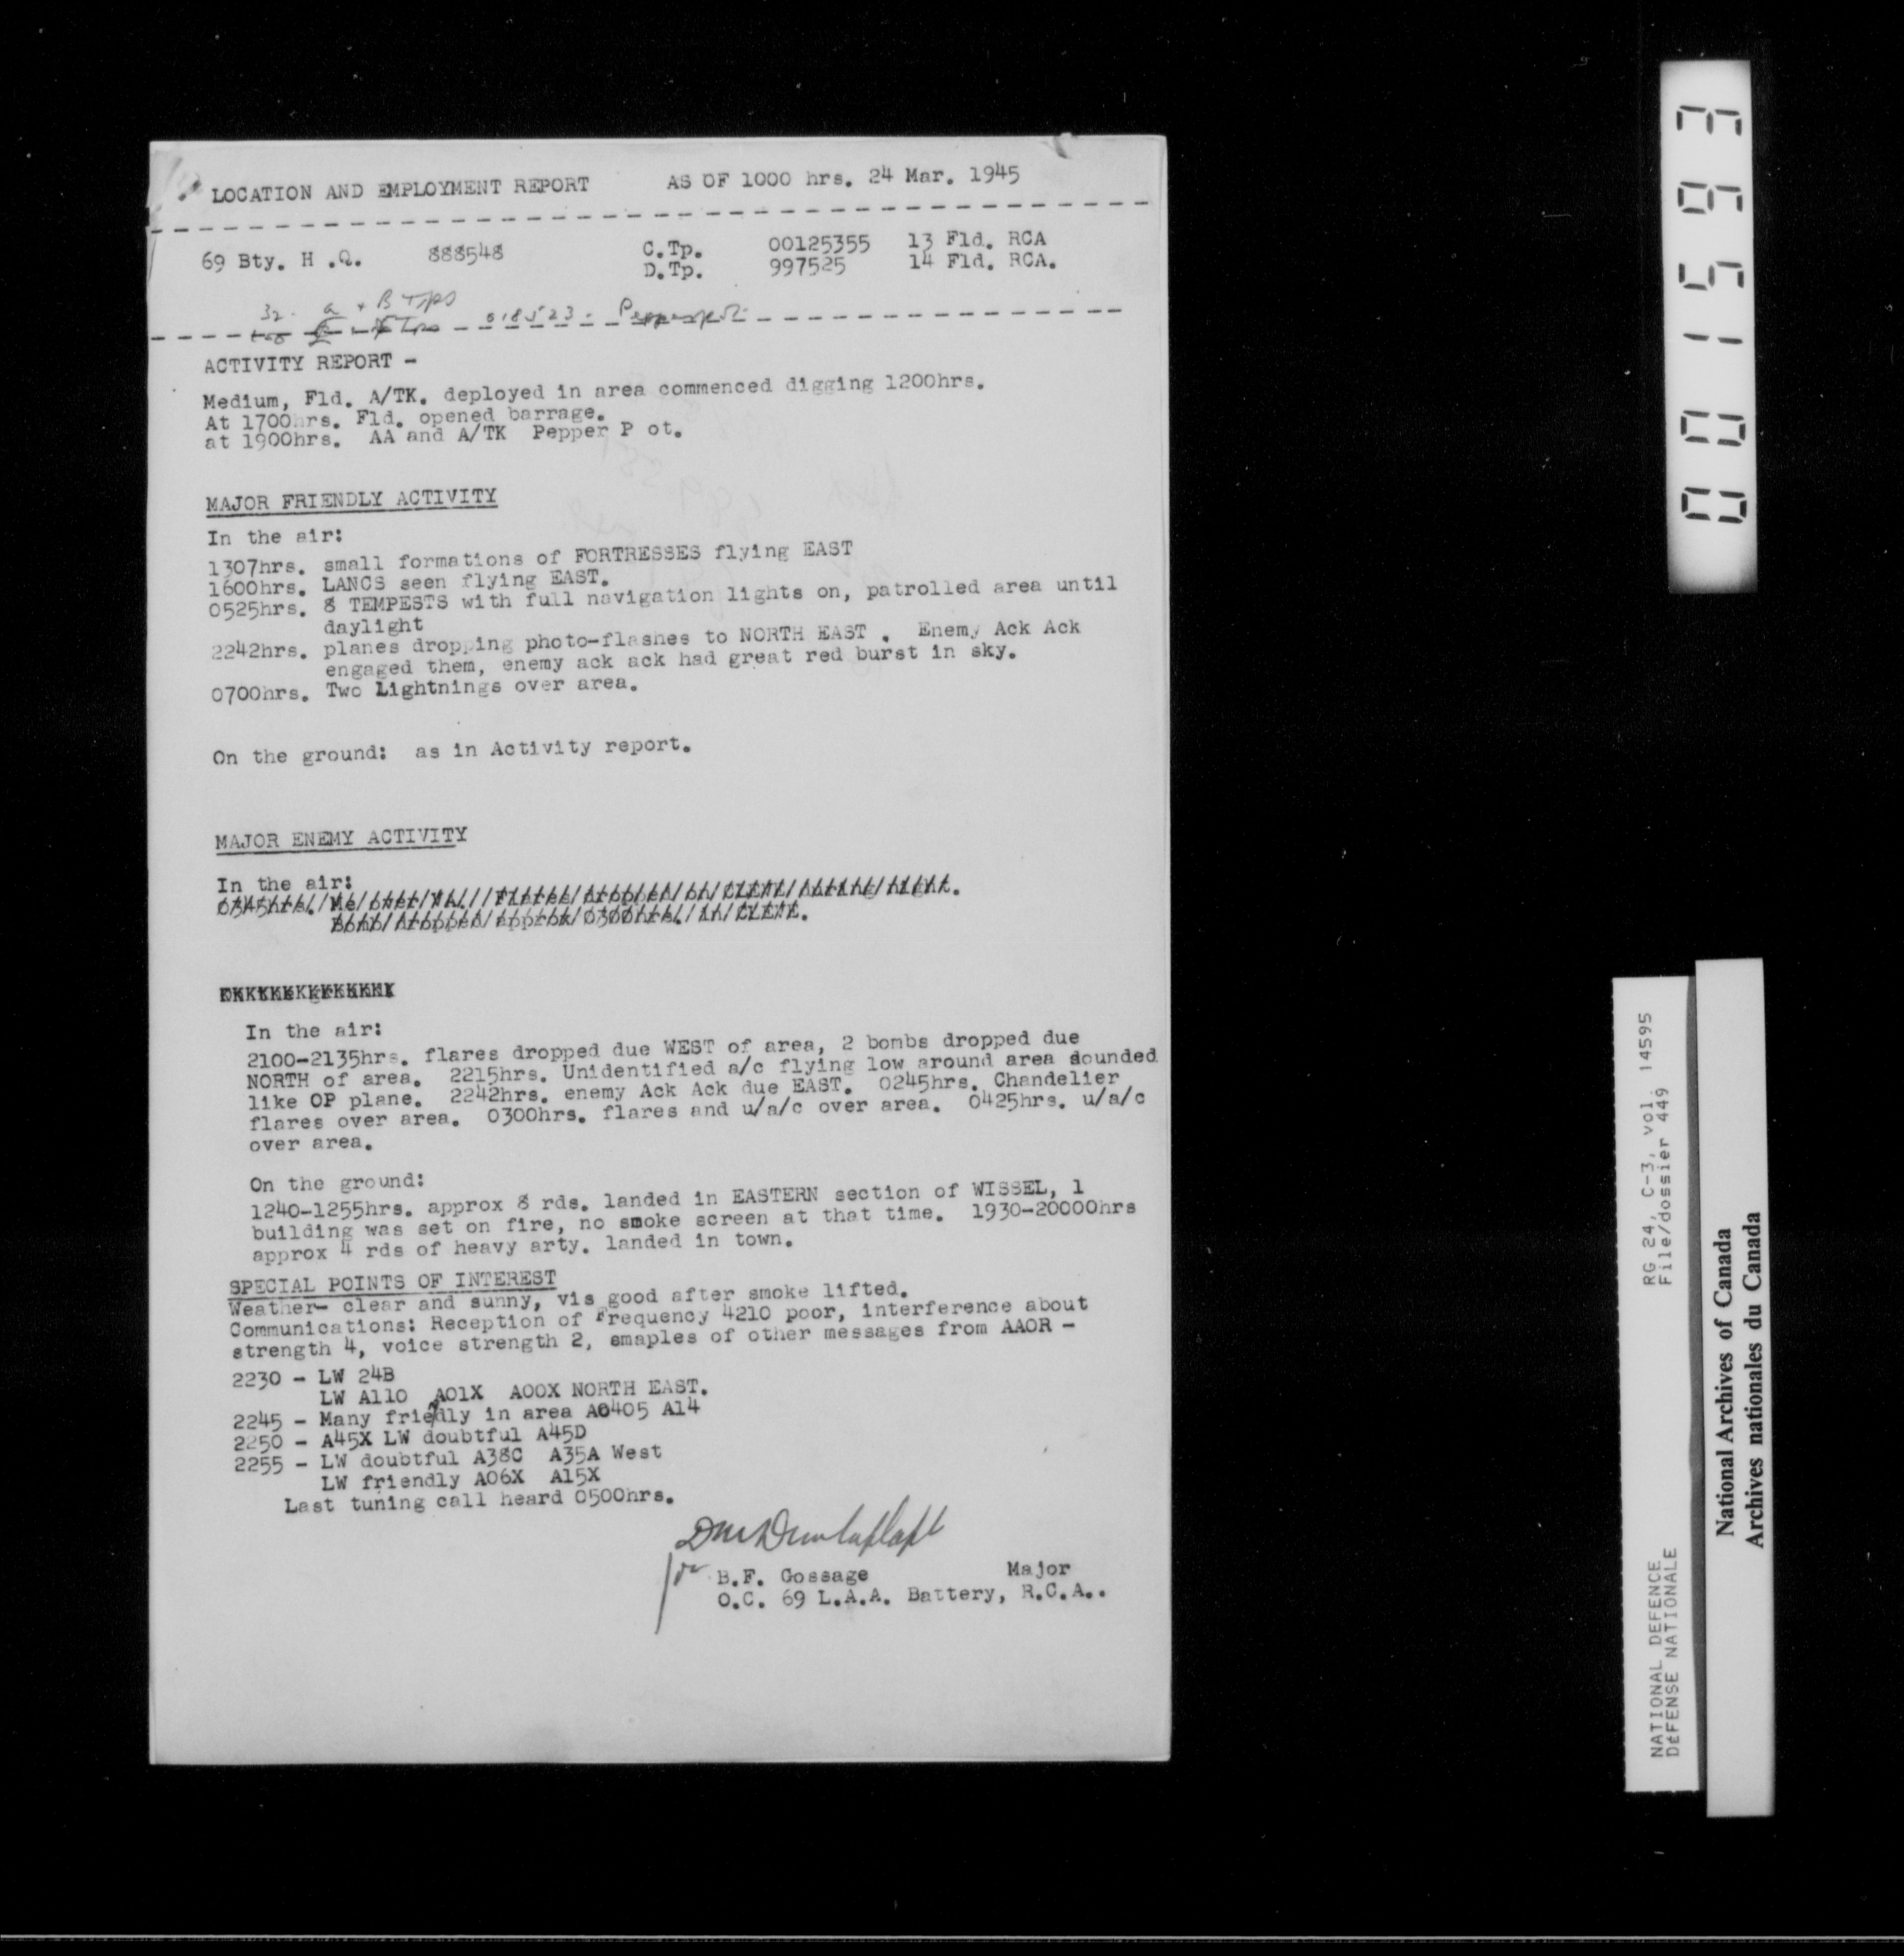 LOCATION AND EMPLOYMENT REPORT AS OF 1000 hrs. 24 Mar. 1945
69 Bty. H .Q. 888548 C.Tp. 00125355 13 Fld. RCA
D.Tp. 997525 14 Fld. RCA.
32. a + B Tps
018523. Pepperpot.
ACTIVITY REPORT -
Medium, Fld. A/TK. deployed in area commenced digging 1200hrs.
At 1700hrs. Fld. opened barrage.
at 1900hrs. AA and A/TK Pepper P ot.
MAJOR FRIENDLY ACTIVITY
In the air:
1307hrs. small formations of FORTRESSES flying EAST
1600hrs. LANCS seen flying EAST.
0525hrs. 8 TEMPESTS with full navigation lights on, patrolled area until
daylight
2242hrs. planes dropping photo-flashes to NORTH EAST . Enemy Ack Ack
engaged them, enemy ack ack had great red burst in sky.
0700hrs. Two Lightnings over area.
On the ground: as in Activity report.
MAJOR ENEMY ACTIVITY
In the air:
In the air:
2100-2135hrs. flares dropped due WEST of area, 2 bombs dropped due
NORTH of area. 2215hrs. Unidentified a/c flying low around area sounded
like OP plane. 2242hrs. enemy Ack Ack due EAST. 0245hrs. Chandelier
flares over area. 0300hrs. flares and u/a/c over area. 0425hrs. u/a/c
over area.
On the ground:
1240-1255hrs. approx 8 rds. landed in EASTERN section of WISSEL, 1
building was set on fire, no smoke screen at that time. 1930-20000hrs
approx 4 rds of heavy arty. landed in town.
SPECIAL POINTS OF INTEREST
Weather- clear and sunny, vis good after smoke lifted.
Communications: Reception of Frequency 4210 poor, interference about
strength 4, voice strength 2, smaples of other messages from AAOR -
2230 - LW 24B
LW A110 A01X A00X NORTH EAST.
2245 - Many friendly in area A0405 A14
2250 - A45X LW doubtful A45D
2255 - LW doubtful A38C A35A West
LW friendly A06X A15X
Last tuning call heard 0500hrs.
for B.F. Gossage Major
O.C. 69 L.A.A. Battery, R.C.A..
001593
RG 24, C-3, vol. 14595
File/dossier 449
NATIONAL DEFENCE
DÉFENSE NATIONALE
National Archives of Canada
Archives nationales du Canada